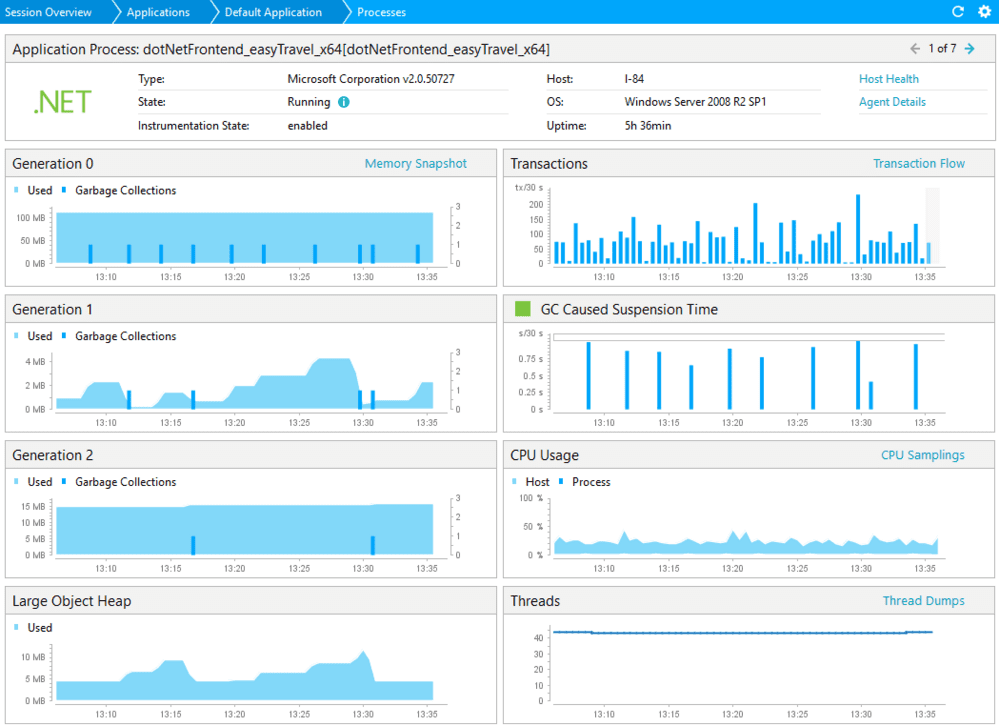 Session Overview Applications Default Application Processes
Application Process: dotNetFrontend_easyTravel_x64[dotNetFrontend_easyTravel_x64] 1 of 7
.NET
Type: Microsoft Corporation v2.0.50727 Host: I-84 Host Health
State: Running OS: Windows Server 2008 R2 SP1 Agent Details
Instrumentation State: enabled Uptime: 5h 36min
Generation 0 Memory Snapshot
Used Garbage Collections
100 MB 50 MB 0 MB
3 2 1 0
13:10 13:15 13:20 13:25 13:30 13:35
Transactions Transaction Flow
tx/30 s
200 150 100 50 0
13:10 13:15 13:20 13:25 13:30 13:35
Generation 1
Used Garbage Collections
4 MB 2 MB 0 MB
3 2 1 0
13:10 13:15 13:20 13:25 13:30 13:35
GC Caused Suspension Time
s/30 s
0.75 s 0.5 s 0.25 s 0 s
13:10 13:15 13:20 13:25 13:30 13:35
Generation 2
Used Garbage Collections
15 MB 10 MB 5 MB 0 MB
3 2 1 0
13:10 13:15 13:20 13:25 13:30 13:35
CPU Usage CPU Samplings
Host Process
100 % 50 % 0 %
13:10 13:15 13:20 13:25 13:30 13:35
Large Object Heap
Used
10 MB 5 MB 0 MB
13:10 13:15 13:20 13:25 13:30 13:35
Threads Thread Dumps
40 30 20 10 0
13:10 13:15 13:20 13:25 13:30 13:35